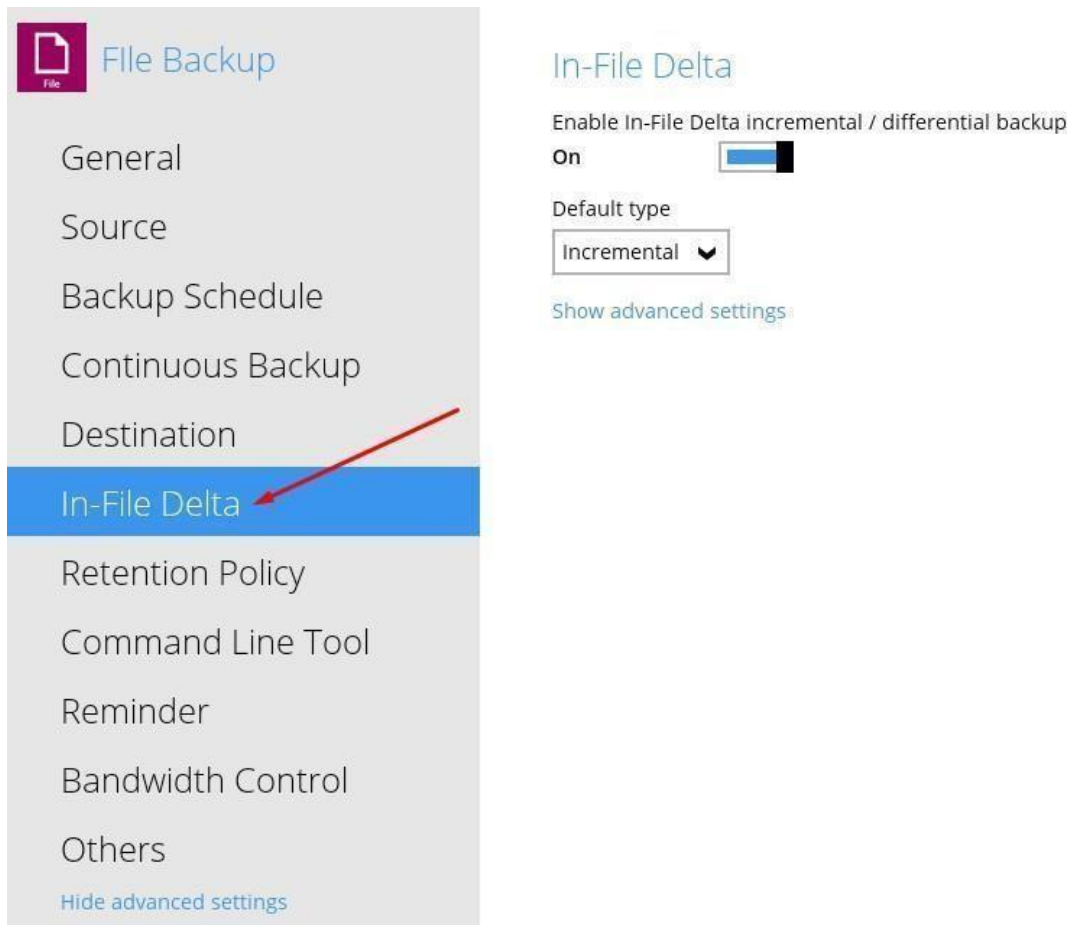 File
FIle Backup
General
Source
Backup Schedule
Continuous Backup
Destination
In-File Delta
Retention Policy
Command Line Tool
Reminder
Bandwidth Control
Others
Hide advanced settings
In-File Delta
Enable In-File Delta incremental / differential backup
On
Default type
Incremental
Show advanced settings